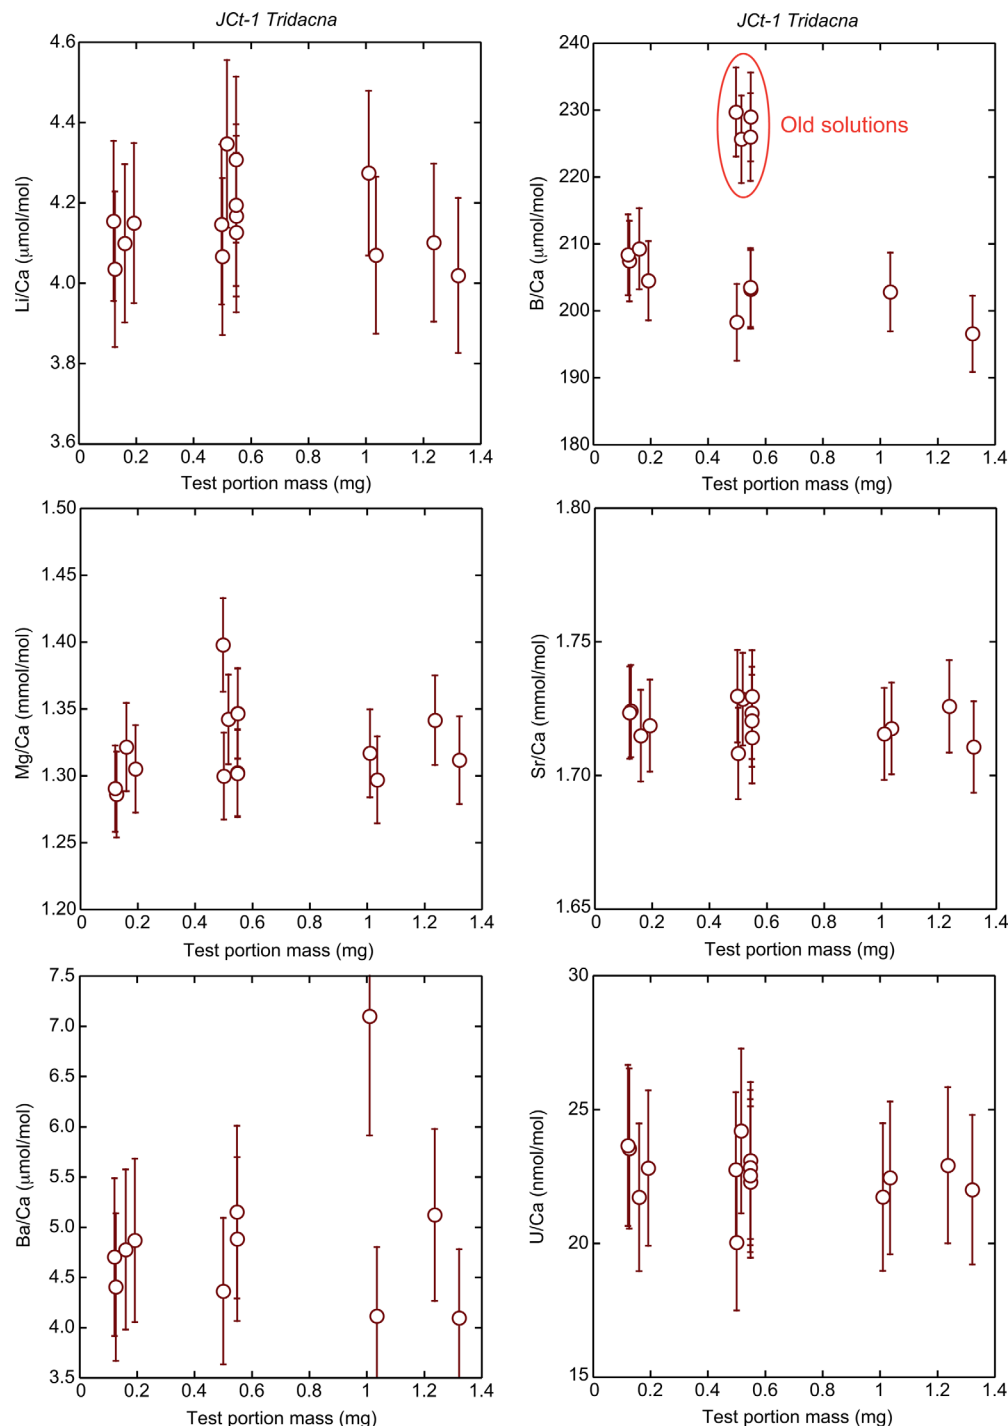 JCt-1 Tridacna
4.6
4.4
4.2
4.0
3.8
3.6
Li/Ca (µmol/mol)
0 0.2 0.4 0.6 0.8 1 1.2 1.4
Test portion mass (mg)
JCt-1 Tridacna
240
230
220
210
200
190
180
B/Ca (µmol/mol)
Old solutions
0 0.2 0.4 0.6 0.8 1 1.2 1.4
Test portion mass (mg)
1.50
1.45
1.40
1.35
1.30
1.25
1.20
Mg/Ca (mmol/mol)
0 0.2 0.4 0.6 0.8 1 1.2 1.4
Test portion mass (mg)
1.80
1.75
1.70
1.65
Sr/Ca (mmol/mol)
0 0.2 0.4 0.6 0.8 1 1.2 1.4
Test portion mass (mg)
7.5
7.0
6.5
6.0
5.5
5.0
4.5
4.0
3.5
Ba/Ca (µmol/mol)
0 0.2 0.4 0.6 0.8 1 1.2 1.4
Test portion mass (mg)
30
25
20
15
U/Ca (nmol/mol)
0 0.2 0.4 0.6 0.8 1 1.2 1.4
Test portion mass (mg)